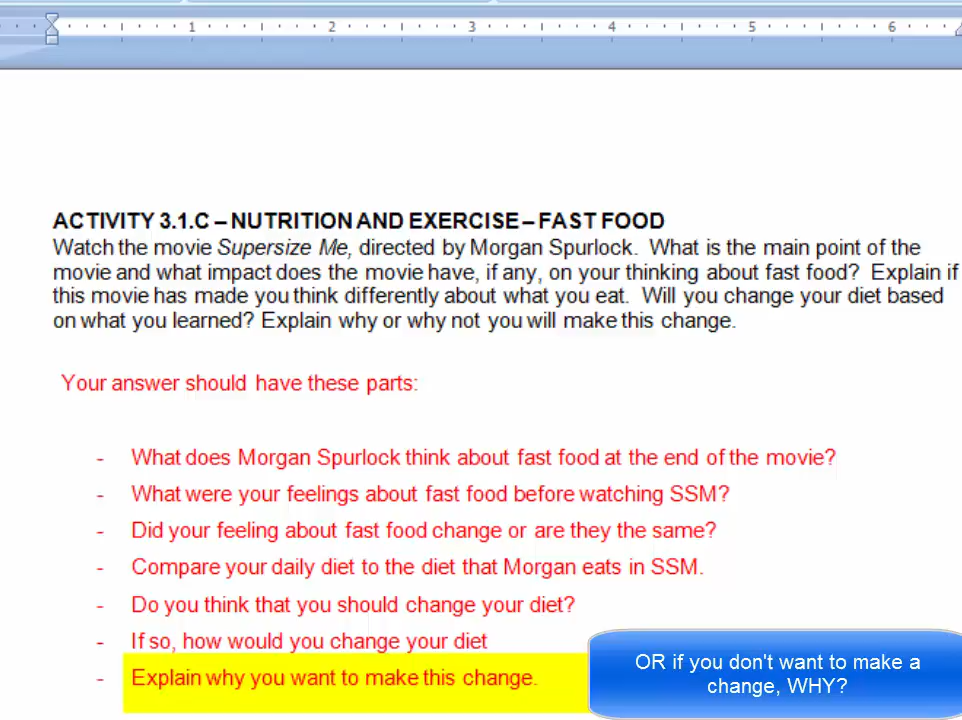 1 2 3 4 5 6
ACTIVITY 3.1.C – NUTRITION AND EXERCISE – FAST FOOD
Watch the movie Supersize Me, directed by Morgan Spurlock. What is the main point of the
movie and what impact does the movie have, if any, on your thinking about fast food? Explain if
this movie has made you think differently about what you eat. Will you change your diet based
on what you learned? Explain why or why not you will make this change.
Your answer should have these parts:
- What does Morgan Spurlock think about fast food at the end of the movie?
- What were your feelings about fast food before watching SSM?
- Did your feeling about fast food change or are they the same?
- Compare your daily diet to the diet that Morgan eats in SSM.
- Do you think that you should change your diet?
- If so, how would you change your diet
- Explain why you want to make this change.
OR if you don't want to make a
change, WHY?